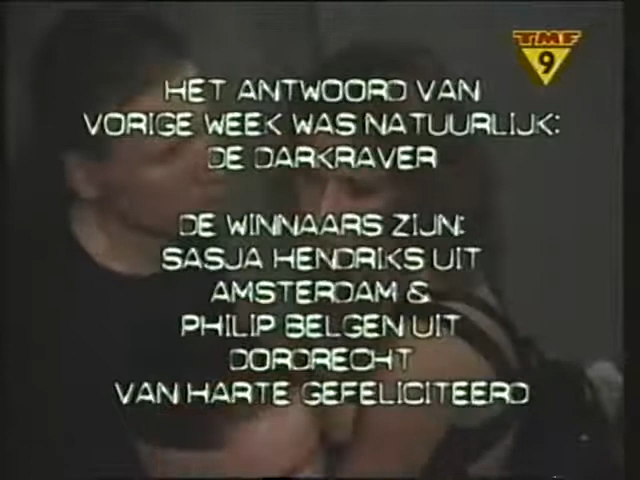 TMF
9
HET ANTWOORD VAN
VORIGE WEEK WAS NATUURLIJK:
DE DARKRAVER
DE WINNAARS ZIJN:
SASJA HENDRIKS UIT
AMSTERDAM &
PHILIP BELGEN UIT
DORDRECHT
VAN HARTE GEFELICITEERD